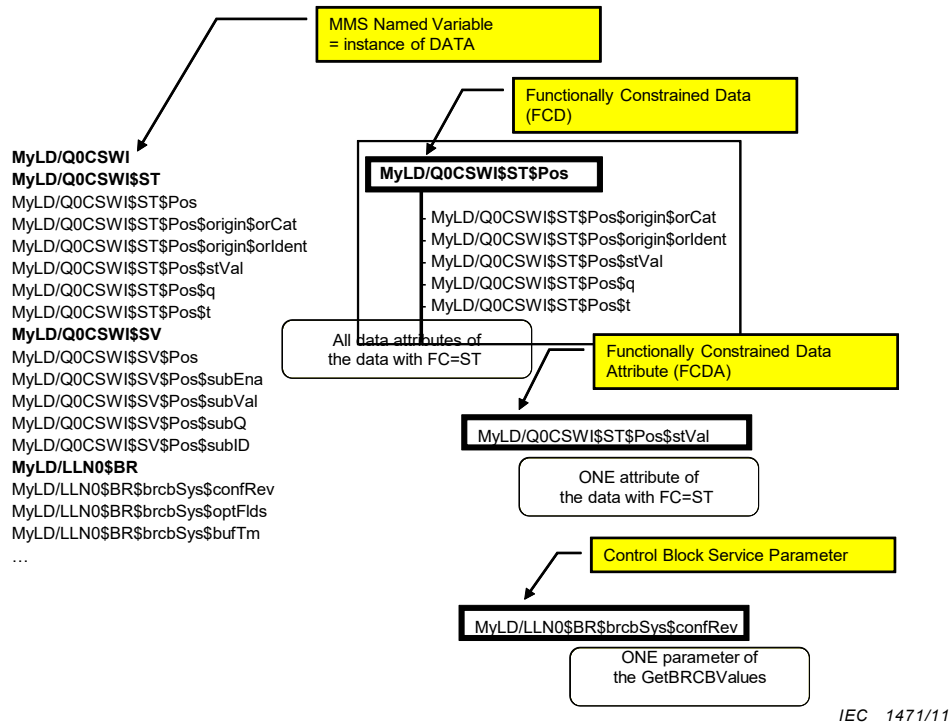 MMS Named Variable
= instance of DATA
Functionally Constrained Data
(FCD)
MyLD/Q0CSWI
MyLD/Q0CSWI$ST
MyLD/Q0CSWI$ST$Pos
MyLD/Q0CSWI$ST$Pos$origin$orCat
MyLD/Q0CSWI$ST$Pos$origin$orIdent
MyLD/Q0CSWI$ST$Pos$stVal
MyLD/Q0CSWI$ST$Pos$q
MyLD/Q0CSWI$ST$Pos$t
MyLD/Q0CSWI$SV
MyLD/Q0CSWI$SV$Pos
MyLD/Q0CSWI$SV$Pos$subEna
MyLD/Q0CSWI$SV$Pos$subVal
MyLD/Q0CSWI$SV$Pos$subQ
MyLD/Q0CSWI$SV$Pos$subID
MyLD/LLN0$BR
MyLD/LLN0$BR$brcbSys$confRev
MyLD/LLN0$BR$brcbSys$optFlds
MyLD/LLN0$BR$brcbSys$bufTm
…
MyLD/Q0CSWI$ST$Pos
- MyLD/Q0CSWI$ST$Pos$origin$orCat
- MyLD/Q0CSWI$ST$Pos$origin$orIdent
- MyLD/Q0CSWI$ST$Pos$stVal
- MyLD/Q0CSWI$ST$Pos$q
- MyLD/Q0CSWI$ST$Pos$t
All data attributes of
the data with FC=ST
Functionally Constrained Data
Attribute (FCDA)
MyLD/Q0CSWI$ST$Pos$stVal
ONE attribute of
the data with FC=ST
Control Block Service Parameter
MyLD/LLN0$BR$brcbSys$confRev
ONE parameter of
the GetBRCBValues
IEC 1471/11